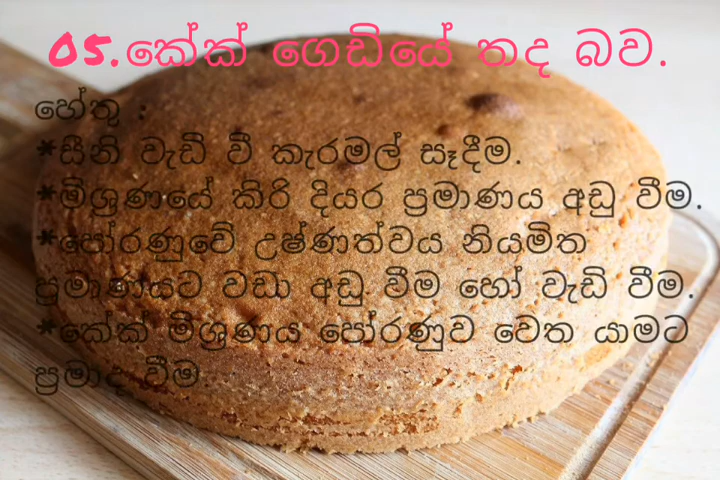 05.කේක් ගෙඩියේ තද බව.
හේතු :
*සීනි වැඩි වී කැරමල් සෑදීම.
*මිශ්‍රණයේ කිරි දියර ප්‍රමාණය අඩු වීම.
*පෝරණුවේ උෂ්ණත්වය නියමිත
ප්‍රමාණයට වඩා අඩු වීම හෝ වැඩි වීම.
*කේක් මිශ්‍රණය පෝරණුව වෙත යාමට
ප්‍රමාද වීම.